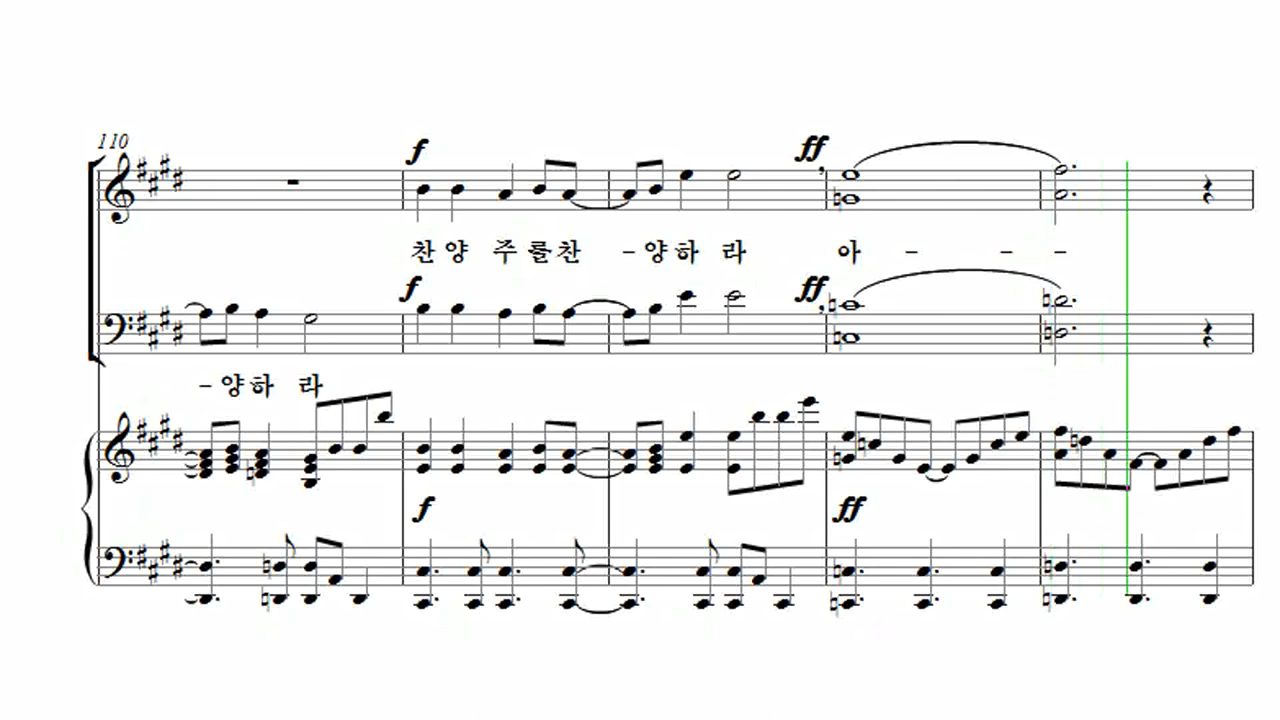 110
f
ff
찬 양 주 를 찬 - 양 하 라 아 - - -
f
ff
- 양 하 라
f
ff